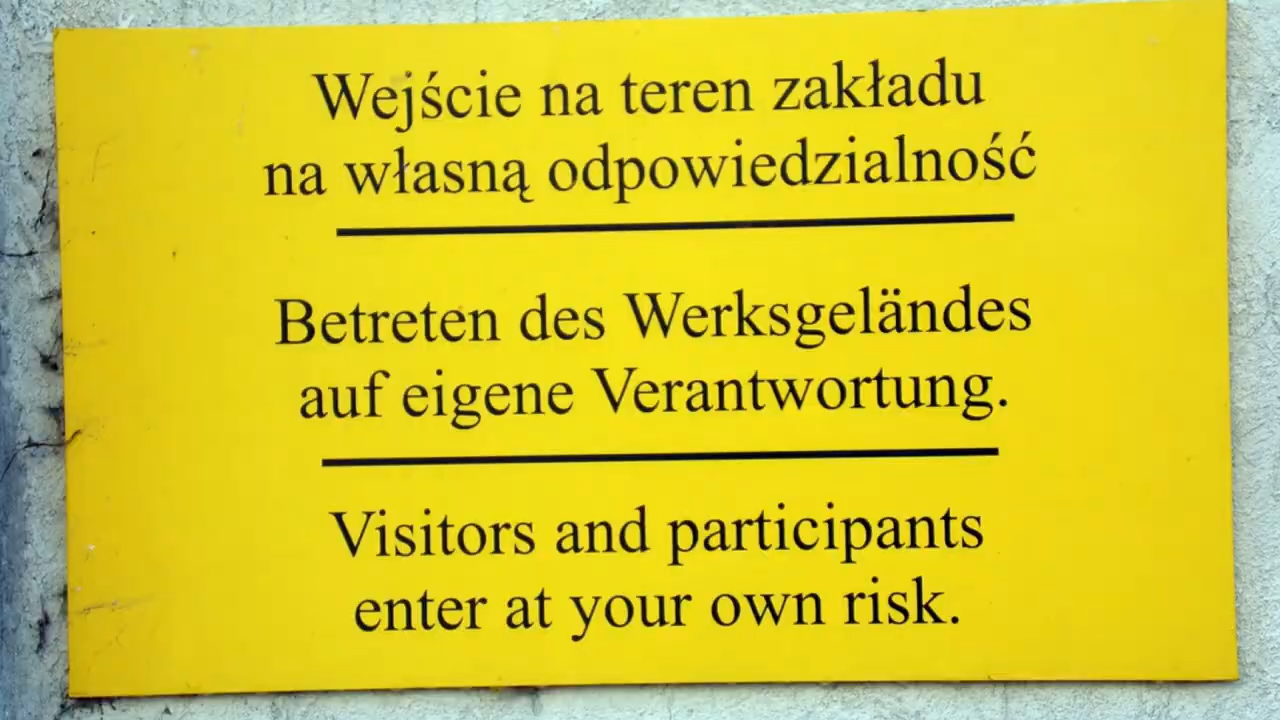 Wejście na teren zakładu
na własną odpowiedzialność
Betreten des Werksgeländes
auf eigene Verantwortung.
Visitors and participants
enter at your own risk.